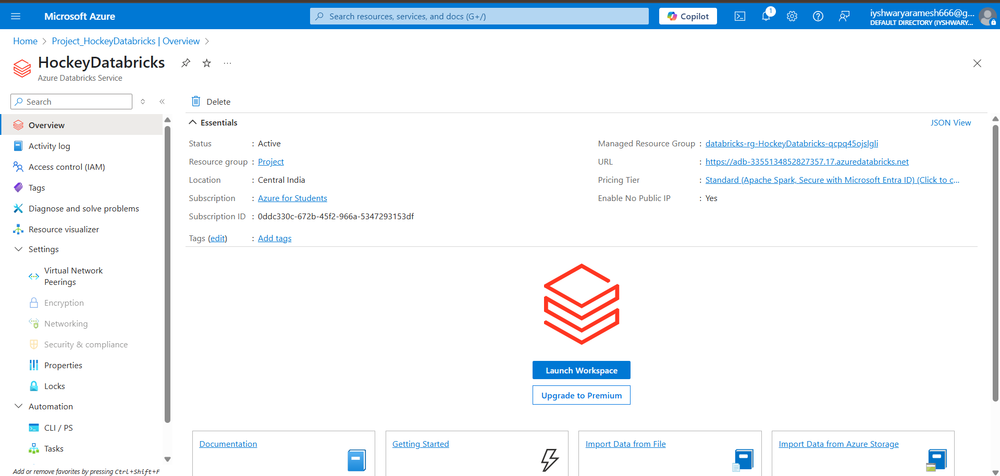 Microsoft Azure
Search resources, services, and docs (G+/)
Copilot
1
iyshwaryaramesh666@g...
DEFAULT DIRECTORY (IYSHWARY...
Home > Project_HockeyDatabricks | Overview >
HockeyDatabricks
...
Azure Databricks Service
Search
Overview
Activity log
Access control (IAM)
Tags
Diagnose and solve problems
Resource visualizer
Settings
Virtual Network
Peerings
Encryption
Networking
Security & compliance
Properties
Locks
Automation
CLI / PS
Tasks
Add or remove favorites by pressing Ctrl+Shift+F
Delete
Essentials
JSON View
Status : Active
Resource group : Project
Location : Central India
Subscription : Azure for Students
Subscription ID : 0ddc330c-672b-45f2-966a-5347293153df
Tags (edit) : Add tags
Managed Resource Group : databricks-rg-HockeyDatabricks-qcpq45ojslgli
URL : https://adb-3355134852827357.17.azuredatabricks.net
Pricing Tier : Standard (Apache Spark, Secure with Microsoft Entra ID) (Click to c...
Enable No Public IP : Yes
Launch Workspace
Upgrade to Premium
Documentation
Getting Started
Import Data from File
Import Data from Azure Storage